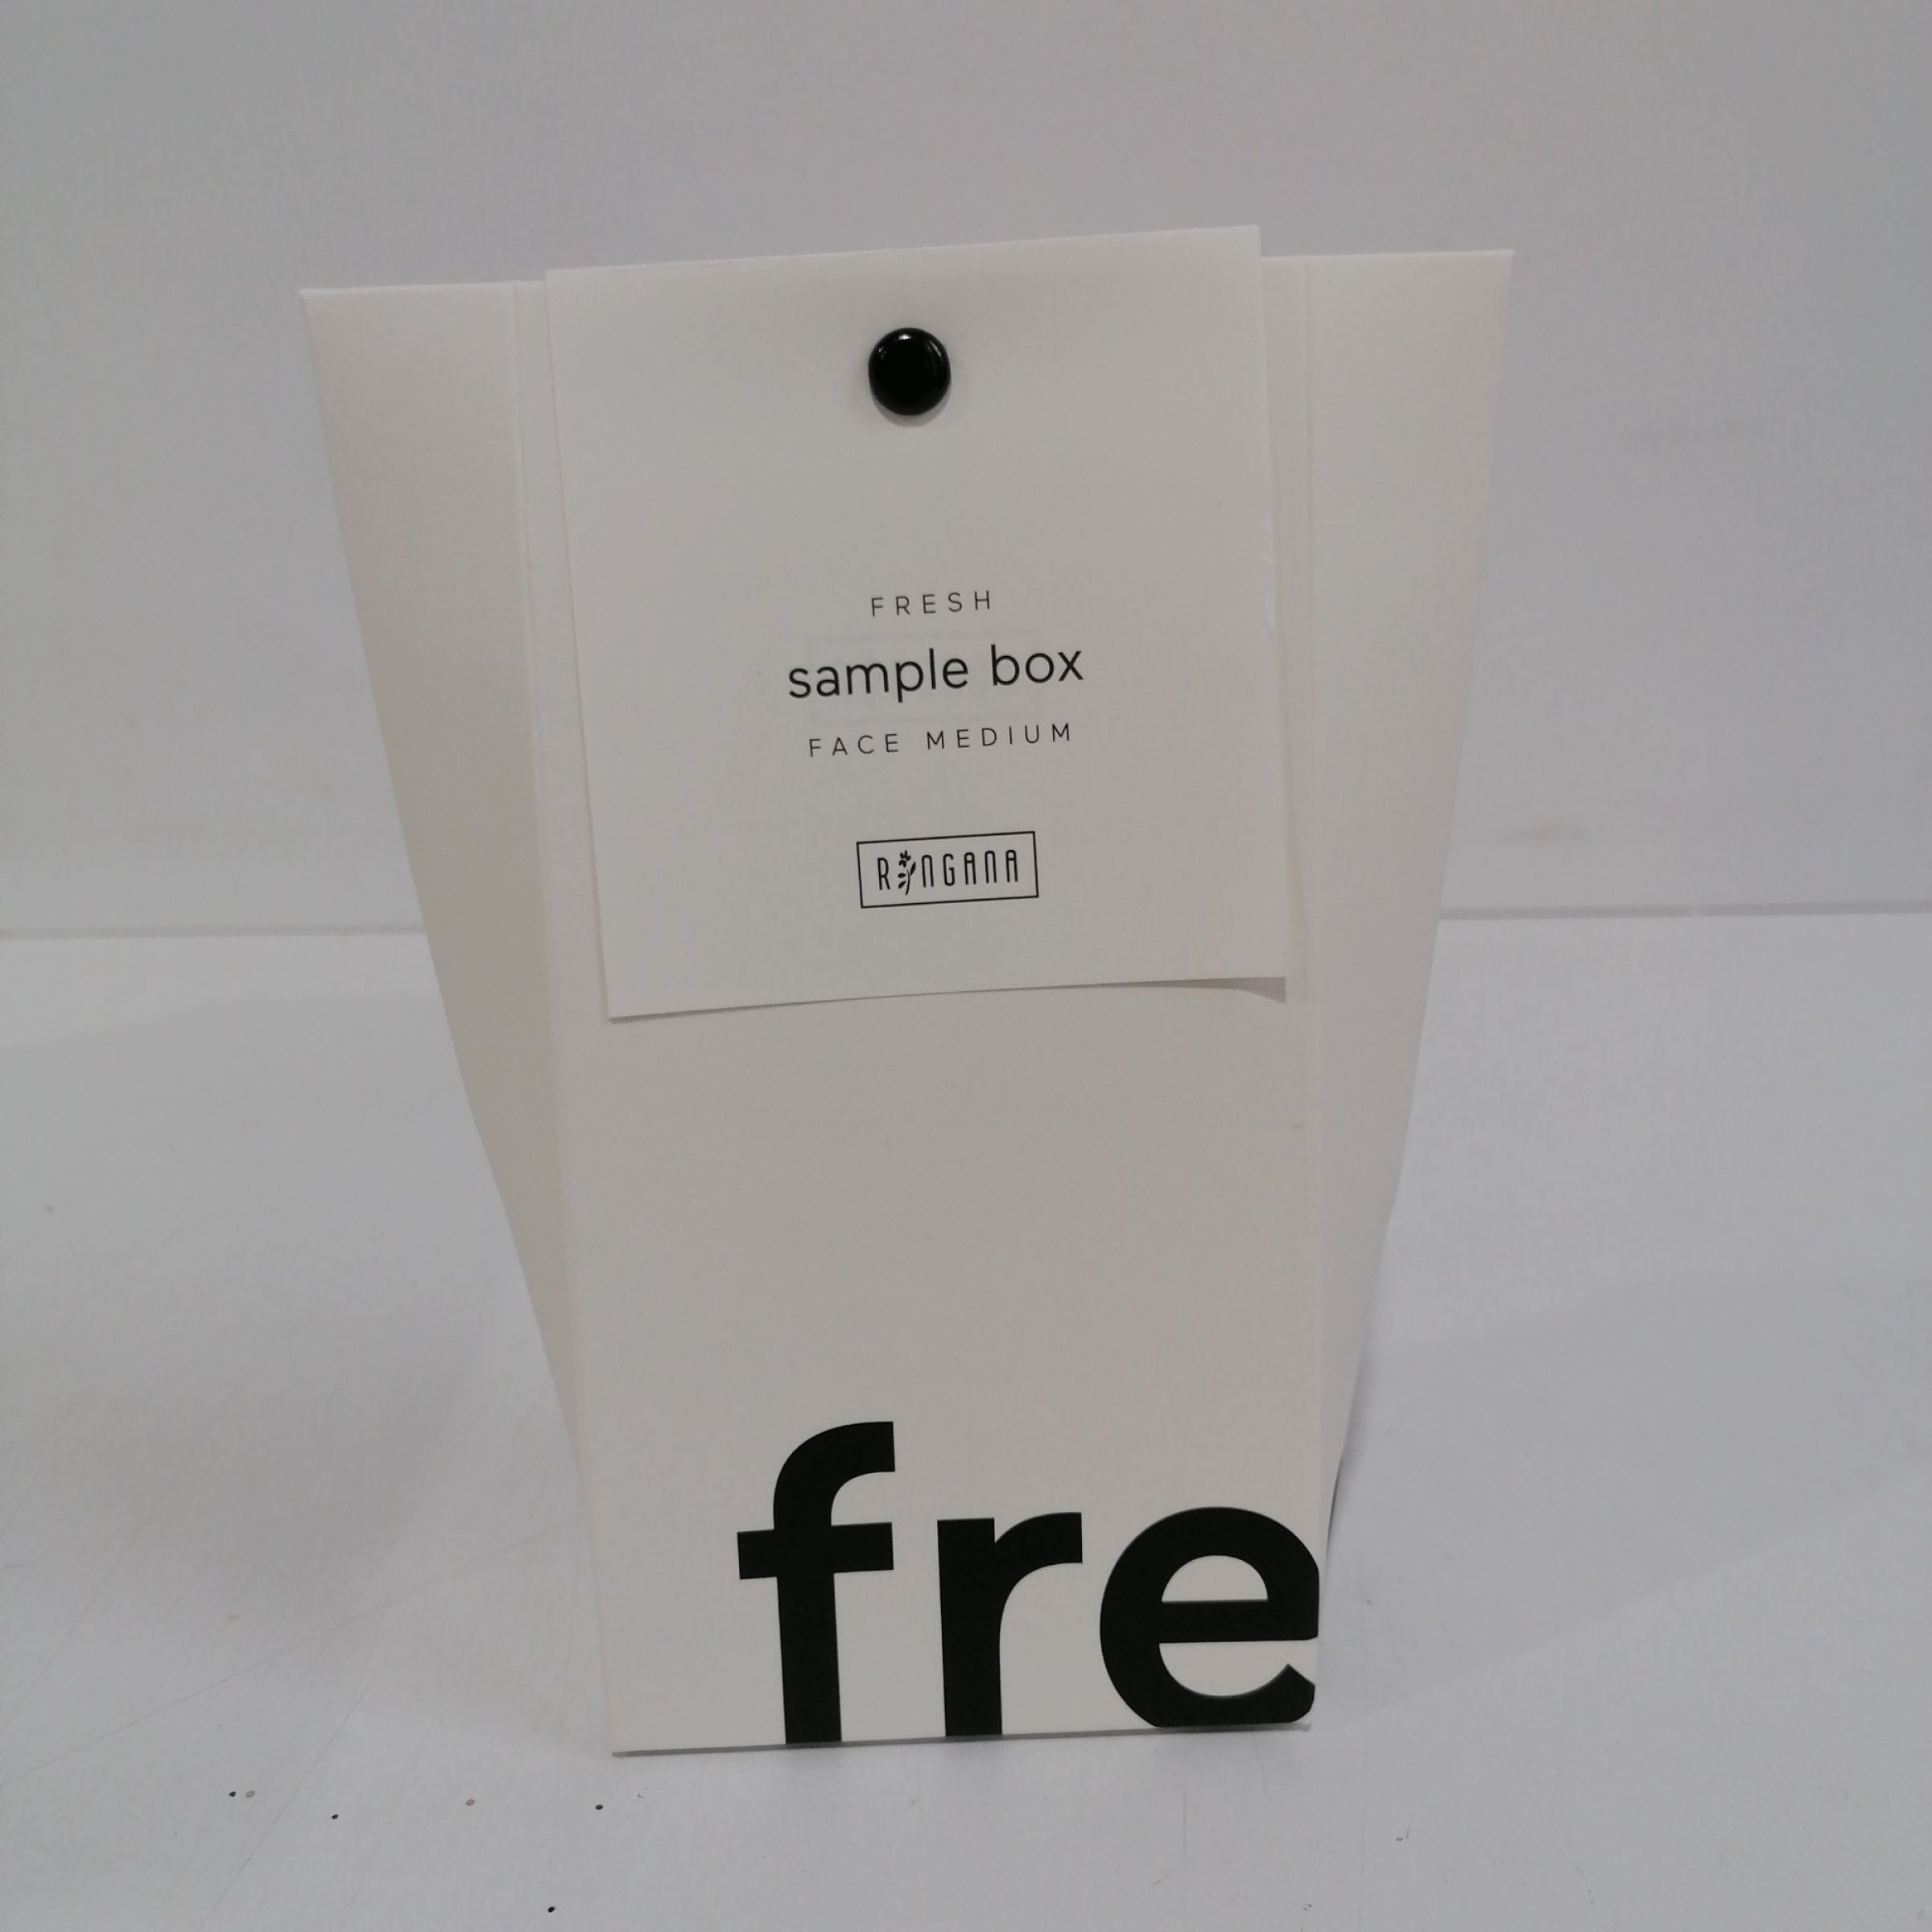 FRESH
sample box
FACE MEDIUM
RINGANA
fre